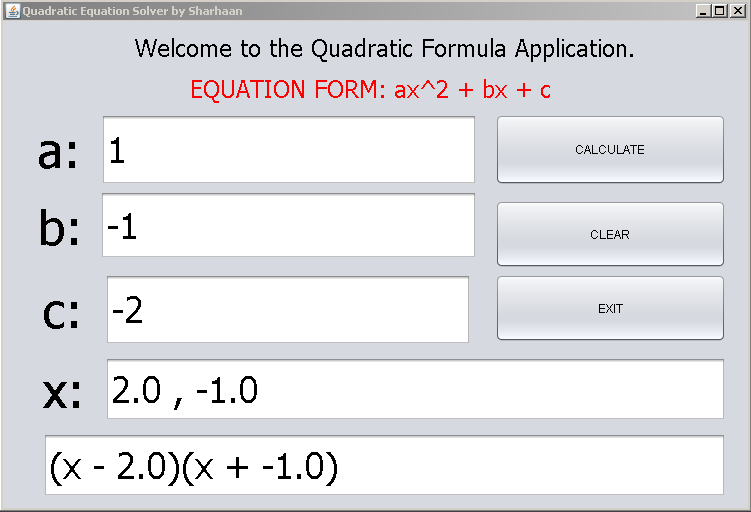 Quadratic Equation Solver by Sharhaan
Welcome to the Quadratic Formula Application.
EQUATION FORM: ax^2 + bx + c
a: 1 CALCULATE
b: -1 CLEAR
c: -2 EXIT
x: 2.0 , -1.0
(x - 2.0)(x + -1.0)